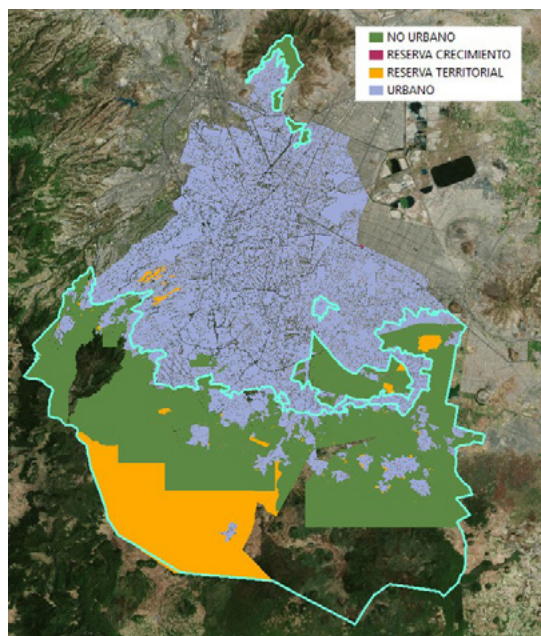 NO URBANO
RESERVA CRECIMIENTO
RESERVA TERRITORIAL
URBANO